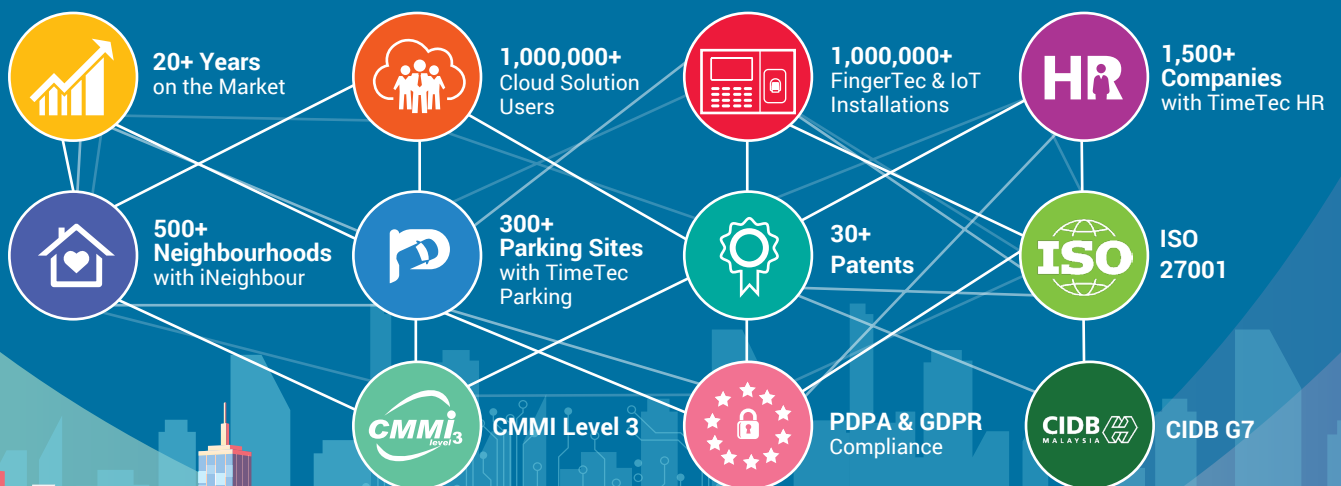 20+ Years
on the Market
1,000,000+
Cloud Solution
Users
1,000,000+
FingerTec & IoT
Installations
HR
1,500+
Companies
with TimeTec HR
500+
Neighbourhoods
with iNeighbour
300+
Parking Sites
with TimeTec
Parking
30+
Patents
ISO
ISO
27001
CMMi
level 3
CMMI Level 3
PDPA & GDPR
Compliance
CIDB
MALAYSIA
CIDB G7